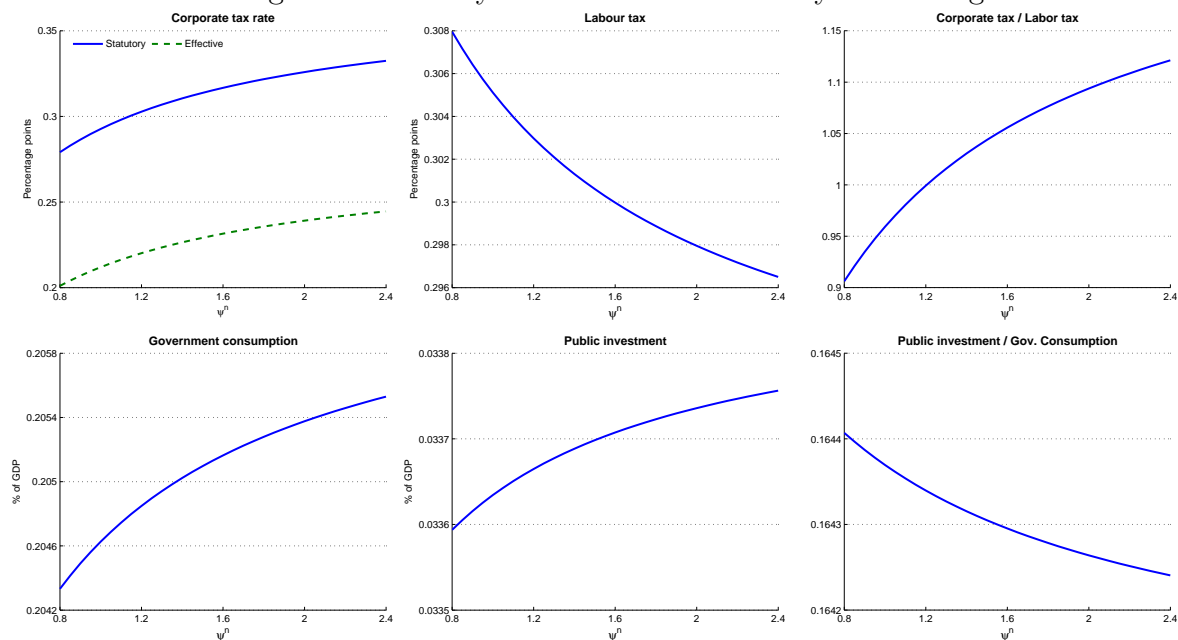 Corporate tax rate
0.35
0.3
0.25
0.2
Percentage points
Statutory
Effective
0.8 1.2 1.6 2 2.4
ψn
Labour tax
0.308
0.306
0.304
0.302
0.3
0.298
0.296
Percentage points
0.8 1.2 1.6 2 2.4
ψn
Corporate tax / Labor tax
1.15
1.1
1.05
1
0.95
0.9
0.8 1.2 1.6 2 2.4
ψn
Government consumption
0.2058
0.2054
0.205
0.2046
0.2042
% of GDP
0.8 1.2 1.6 2 2.4
ψn
Public investment
0.0338
0.0337
0.0336
0.0335
% of GDP
0.8 1.2 1.6 2 2.4
ψn
Public investment / Gov. Consumption
0.1645
0.1644
0.1643
0.1642
0.8 1.2 1.6 2 2.4
ψn